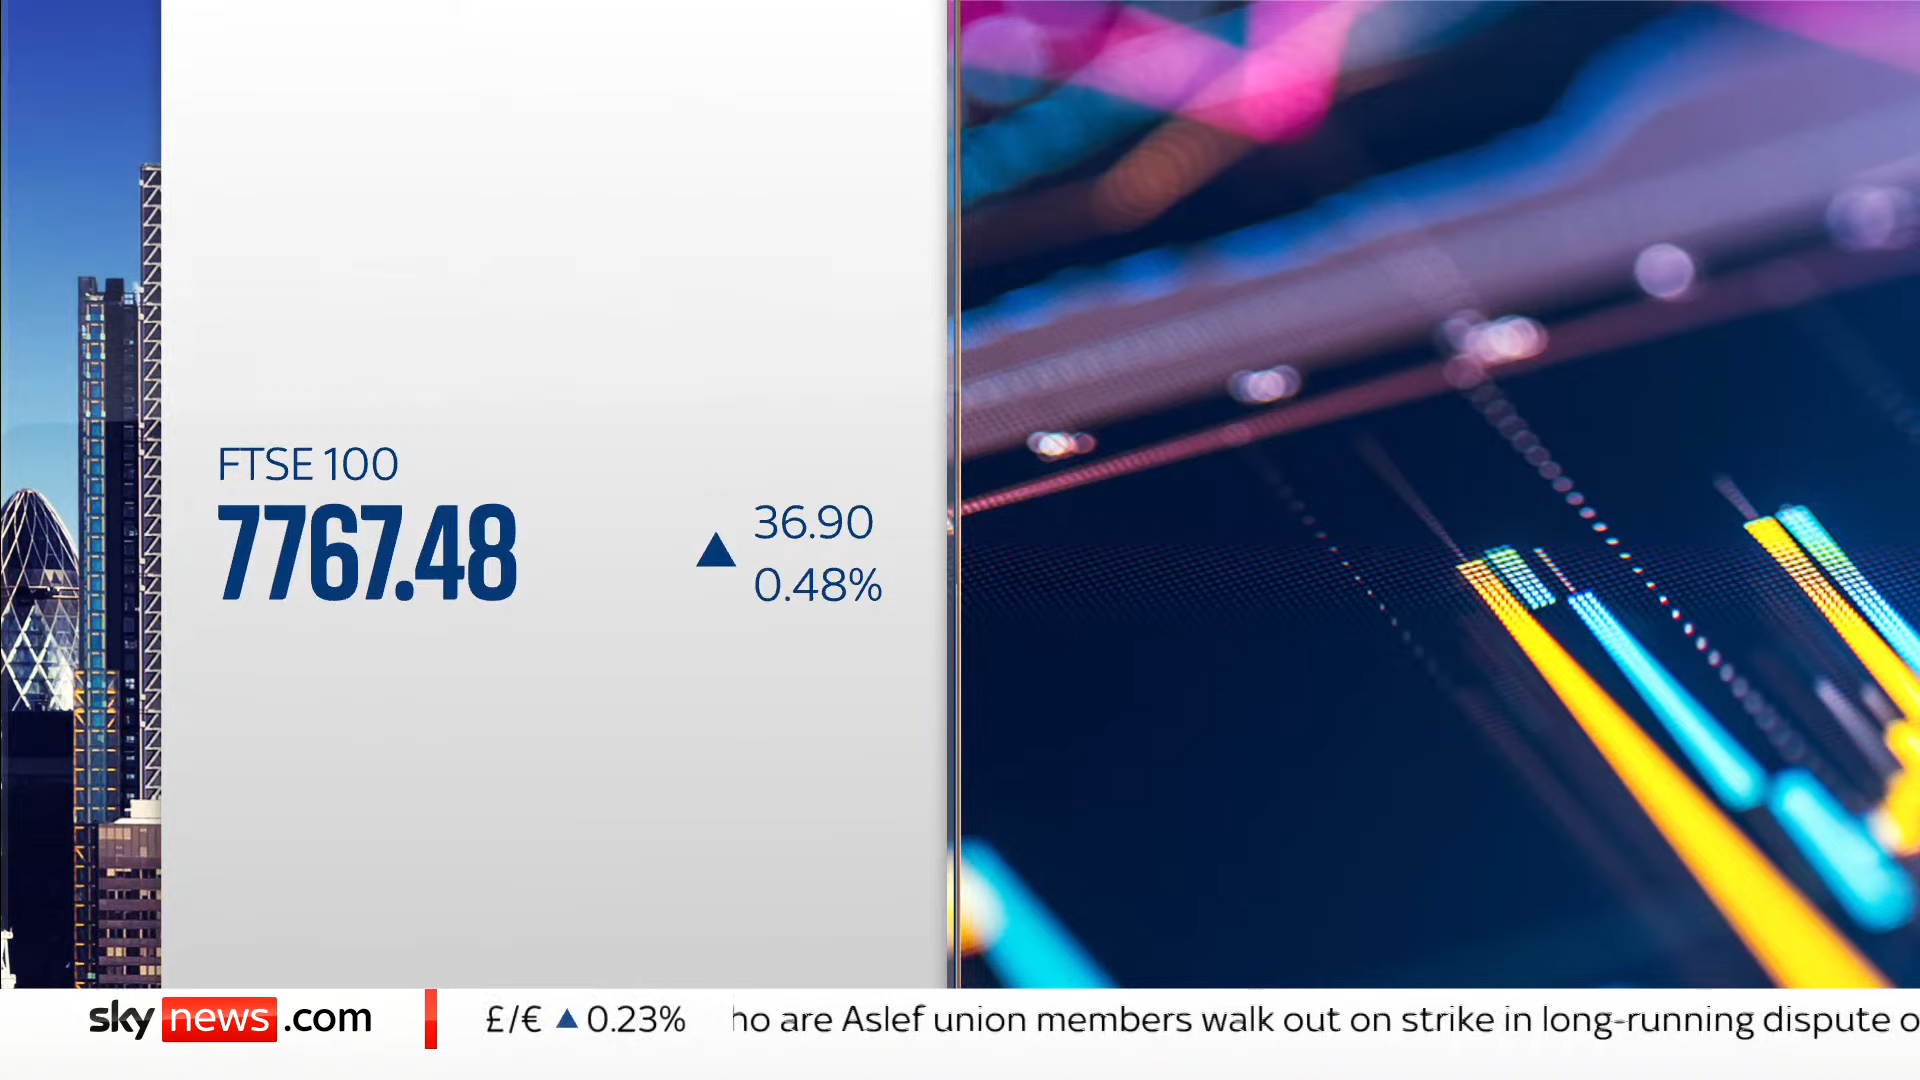 FTSE 100
7767.48
▲ 36.90
0.48%
sky news .com
£/€ ▲ 0.23%
are Aslef union members walk out on strike in long-running dispute